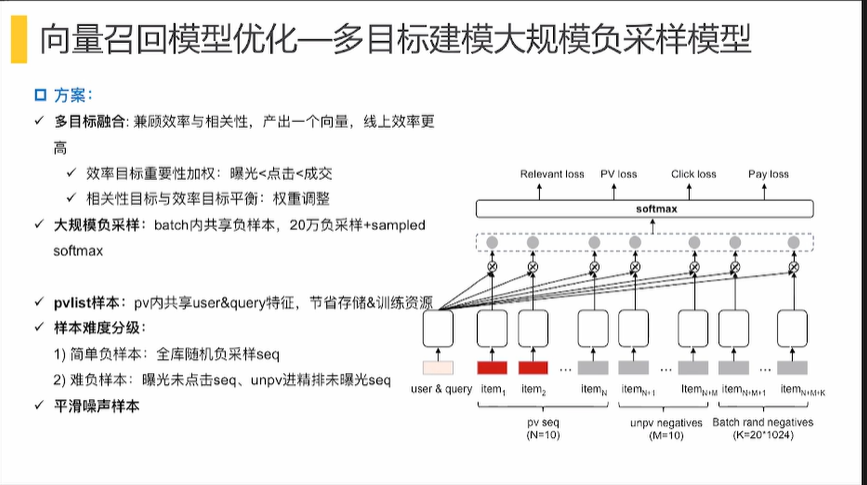 向量召回模型优化—多目标建模大规模负采样模型
方案：
多目标融合: 兼顾效率与相关性，产出一个向量，线上效率更
高
效率目标重要性加权：曝光<点击<成交
相关性目标与效率目标平衡：权重调整
大规模负采样：batch内共享负样本，20万负采样+sampled
softmax
pvlist样本：pv内共享user&query特征，节省存储&训练资源
样本难度分级：
1) 简单负样本：全库随机负采样seq
2) 难负样本：曝光未点击seq、unpv进精排未曝光seq
平滑噪声样本
Relevant loss PV loss Click loss Pay loss
softmax
... ... ...
user & query item1 item2 itemN itemN+1 ItemN+M itemN+M+1 itemN+M+K
pv seq unpv negatives Batch rand negatives
(N=10) (M=10) (K=20*1024)